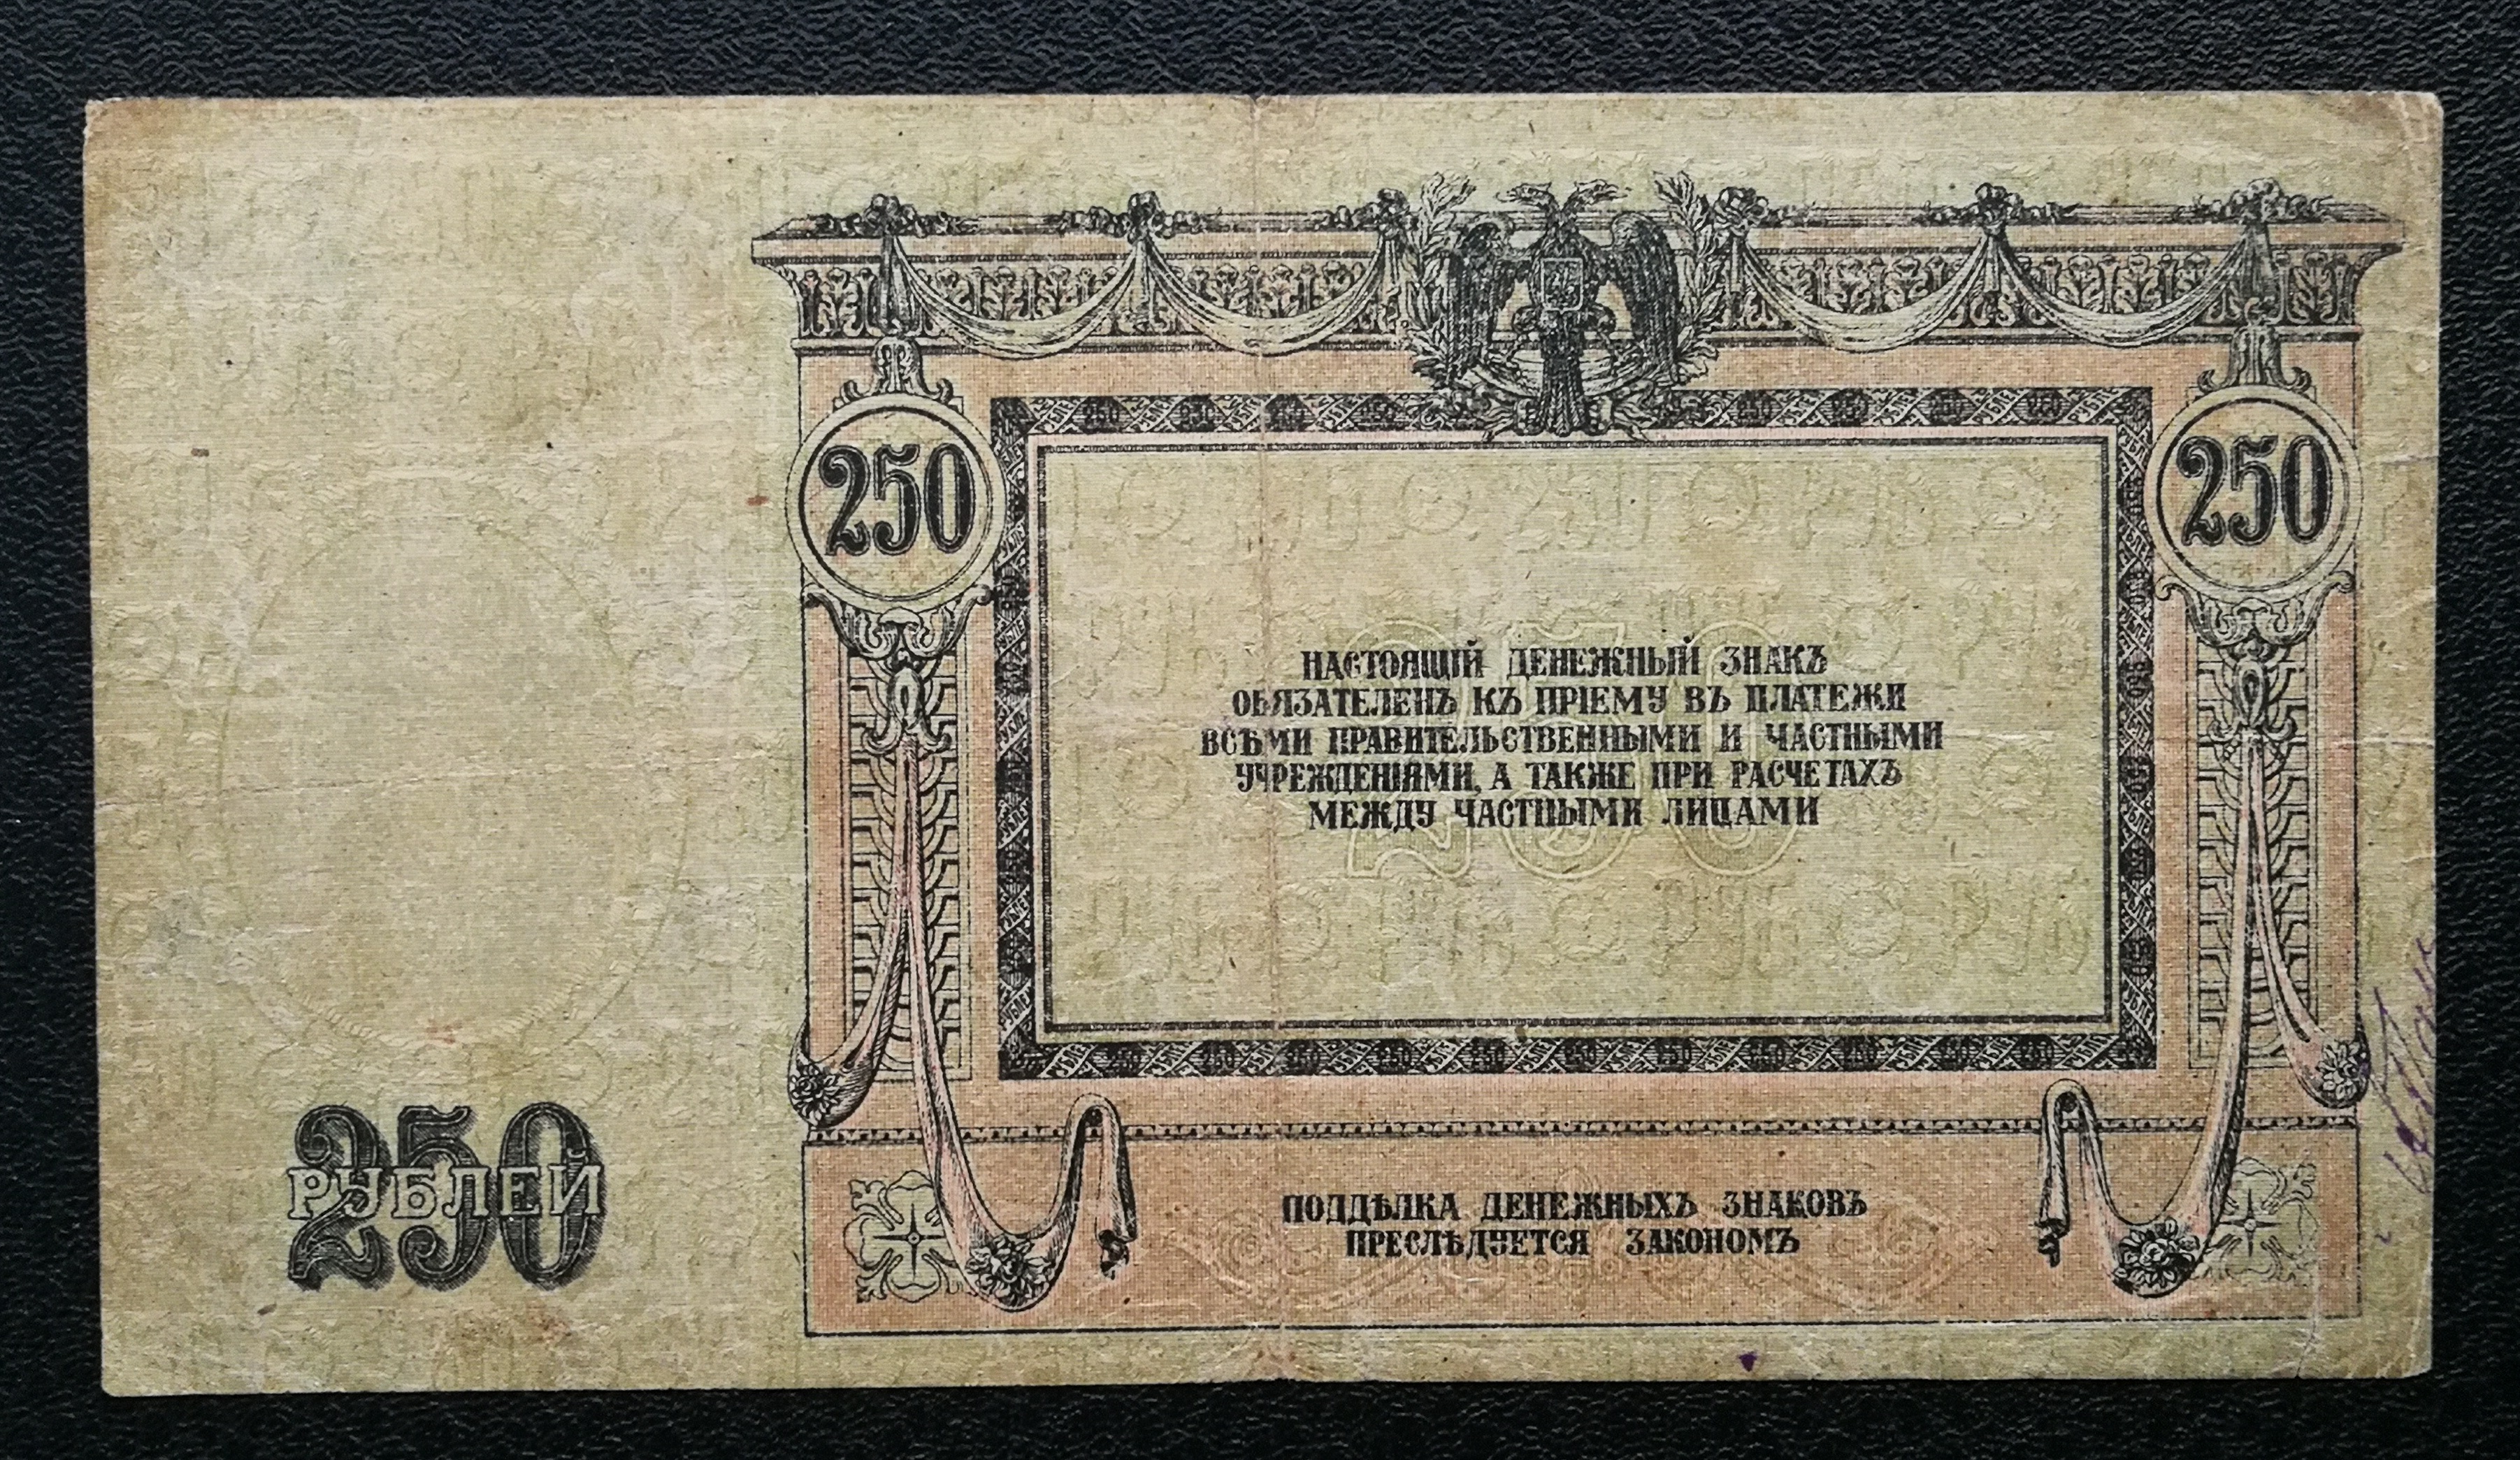 250
250
НАСТОЯЩІЙ ДЕНЕЖНЫЙ ЗНАКЪ
ОБЯЗАТЕЛЕНЪ КЪ ПРІЕМУ ВЪ ПЛАТЕЖИ
ВСѢМИ ПРАВИТЕЛЬСТВЕННЫМИ И ЧАСТНЫМИ
УЧРЕЖДЕНІЯМИ, А ТАКЖЕ ПРИ РАСЧЕТАХЪ
МЕЖДУ ЧАСТНЫМИ ЛИЦАМИ
250
РУБЛЕЙ
ПОДДѢЛКА ДЕНЕЖНЫХЪ ЗНАКОВЪ
ПРЕСЛѢДУЕТСЯ ЗАКОНОМЪ